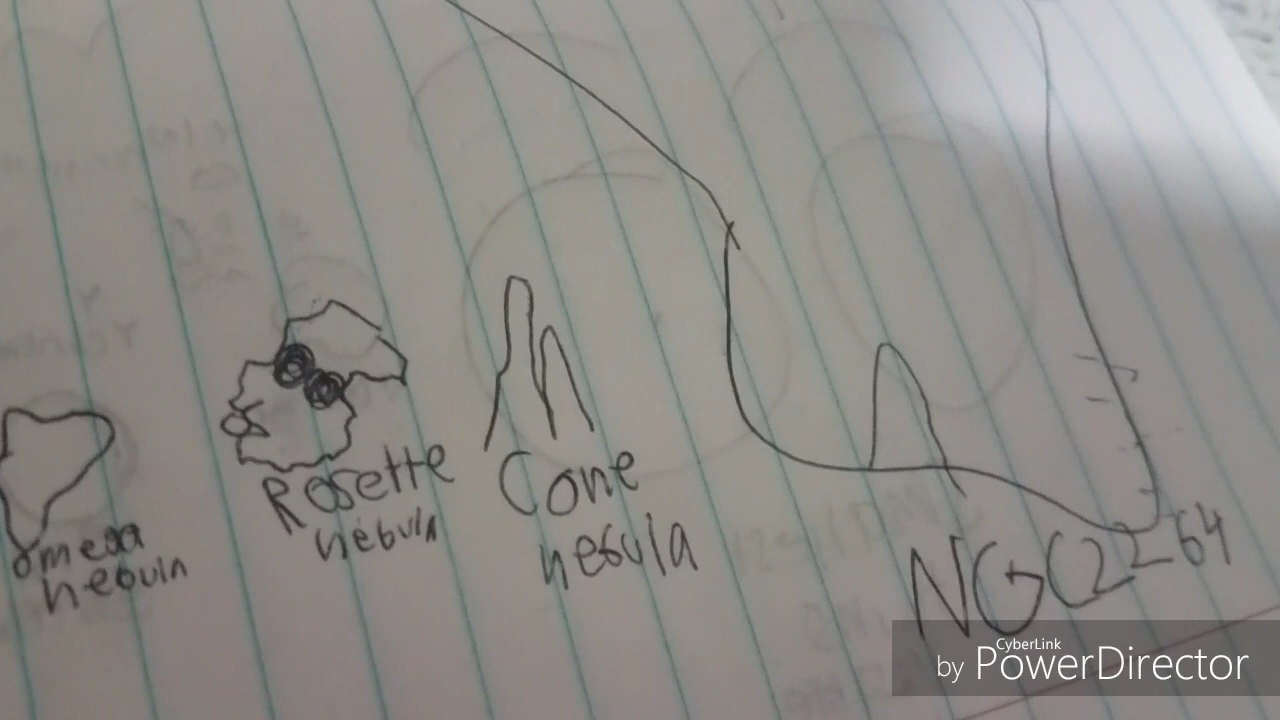 Omega
nebula
Rosette
nebula
Cone
nebula
NGC2264
CyberLink
by PowerDirector